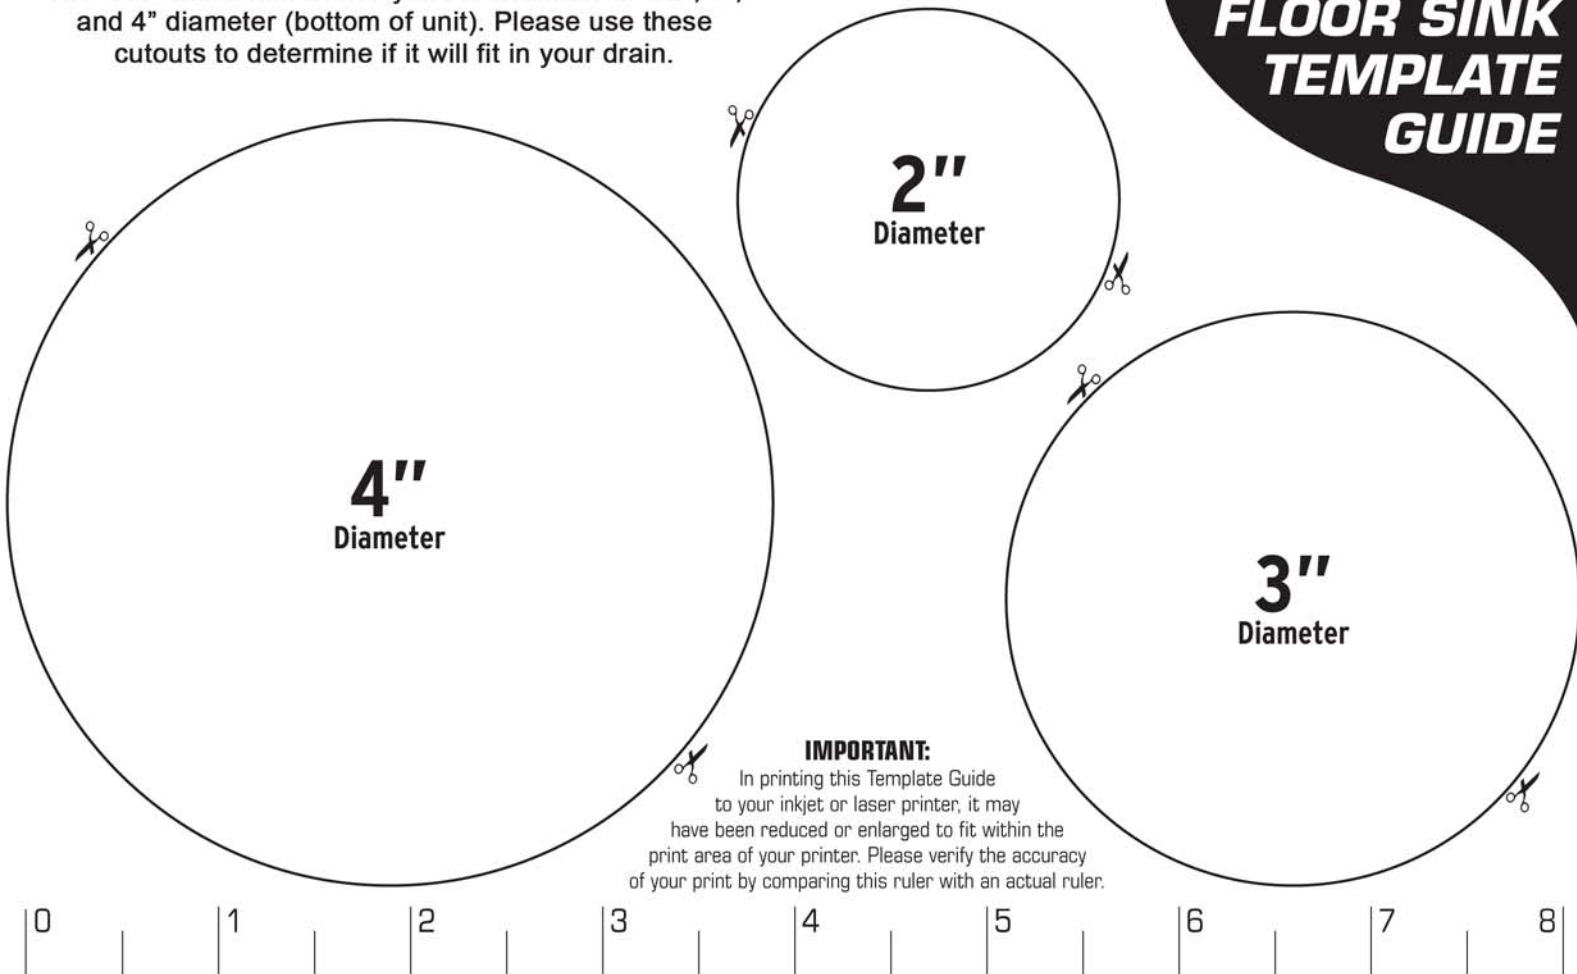 and 4” diameter (bottom of unit). Please use these
cutouts to determine if it will fit in your drain.
FLOOR SINK
TEMPLATE
GUIDE
2"
Diameter
4"
Diameter
3"
Diameter
IMPORTANT:
In printing this Template Guide
to your inkjet or laser printer, it may
have been reduced or enlarged to fit within the
print area of your printer. Please verify the accuracy
of your print by comparing this ruler with an actual ruler.
0 1 2 3 4 5 6 7 8